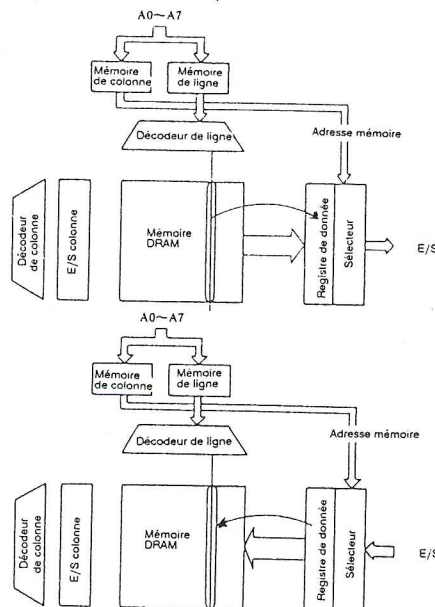 A0～A7
Mémoire
de colonne
Mémoire
de ligne
Décodeur de ligne
Adresse mémoire
Décodeur
de colonne
E/S colonne
Mémoire
DRAM
Registre de donnée
Sélecteur
E/S
A0～A7
Mémoire
de colonne
Mémoire
de ligne
Décodeur de ligne
Adresse mémoire
Décodeur
de colonne
E/S colonne
Mémoire
DRAM
Registre de donnée
Sélecteur
E/S